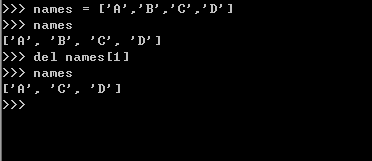 >>> names = ['A','B','C','D']
>>> names
['A', 'B', 'C', 'D']
>>> del names[1]
>>> names
['A', 'C', 'D']
>>>